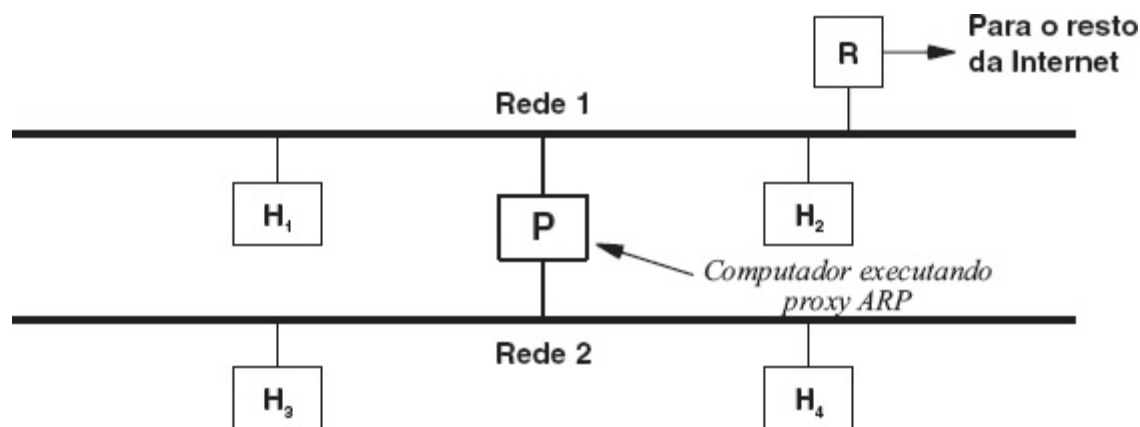 Para o resto
da Internet
R
Rede 1
H₁
P
H₂
Computador executando
proxy ARP
Rede 2
H₃
H₄